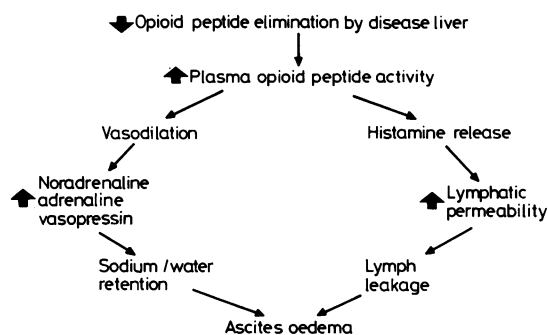 Opioid peptide elimination by disease liver
Plasma opioid peptide activity
Vasodilation
Histamine release
Noradrenaline
adrenaline
vasopressin
Lymphatic
permeability
Sodium/water
retention
Lymph
leakage
Ascites oedema